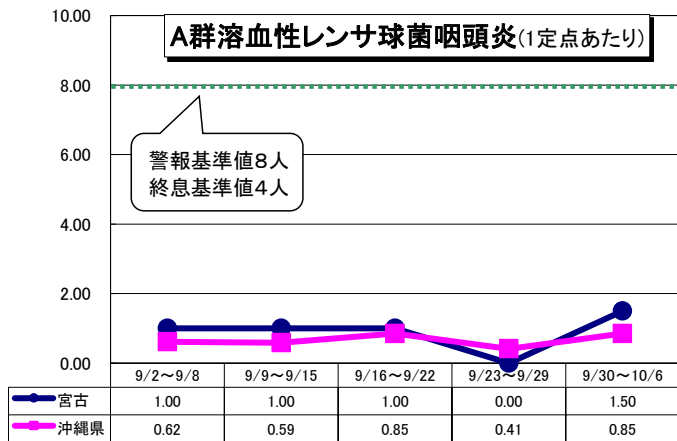 A群溶血性レンサ球菌咽頭炎(1定点あたり)
10.00
8.00
6.00
4.00
2.00
0.00
警報基準値8人
終息基準値4人
9/2～9/8 9/9～9/15 9/16～9/22 9/23～9/29 9/30～10/6
宮古 1.00 1.00 1.00 0.00 1.50
沖縄県 0.62 0.59 0.85 0.41 0.85